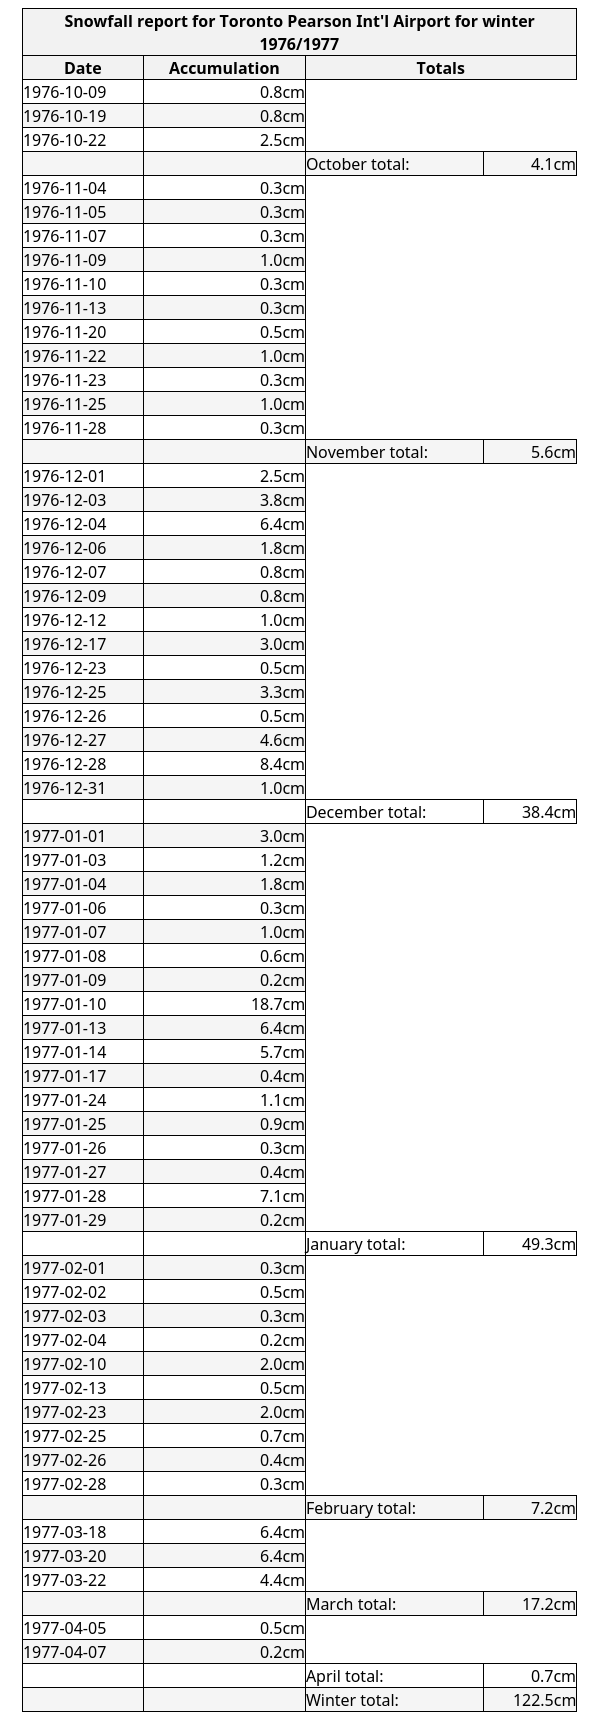 Snowfall report for Toronto Pearson Int'l Airport for winter
1976/1977
Date Accumulation Totals
1976-10-09 0.8cm
1976-10-19 0.8cm
1976-10-22 2.5cm
October total: 4.1cm
1976-11-04 0.3cm
1976-11-05 0.3cm
1976-11-07 0.3cm
1976-11-09 1.0cm
1976-11-10 0.3cm
1976-11-13 0.3cm
1976-11-20 0.5cm
1976-11-22 1.0cm
1976-11-23 0.3cm
1976-11-25 1.0cm
1976-11-28 0.3cm
November total: 5.6cm
1976-12-01 2.5cm
1976-12-03 3.8cm
1976-12-04 6.4cm
1976-12-06 1.8cm
1976-12-07 0.8cm
1976-12-09 0.8cm
1976-12-12 1.0cm
1976-12-17 3.0cm
1976-12-23 0.5cm
1976-12-25 3.3cm
1976-12-26 0.5cm
1976-12-27 4.6cm
1976-12-28 8.4cm
1976-12-31 1.0cm
December total: 38.4cm
1977-01-01 3.0cm
1977-01-03 1.2cm
1977-01-04 1.8cm
1977-01-06 0.3cm
1977-01-07 1.0cm
1977-01-08 0.6cm
1977-01-09 0.2cm
1977-01-10 18.7cm
1977-01-13 6.4cm
1977-01-14 5.7cm
1977-01-17 0.4cm
1977-01-24 1.1cm
1977-01-25 0.9cm
1977-01-26 0.3cm
1977-01-27 0.4cm
1977-01-28 7.1cm
1977-01-29 0.2cm
January total: 49.3cm
1977-02-01 0.3cm
1977-02-02 0.5cm
1977-02-03 0.3cm
1977-02-04 0.2cm
1977-02-10 2.0cm
1977-02-13 0.5cm
1977-02-23 2.0cm
1977-02-25 0.7cm
1977-02-26 0.4cm
1977-02-28 0.3cm
February total: 7.2cm
1977-03-18 6.4cm
1977-03-20 6.4cm
1977-03-22 4.4cm
March total: 17.2cm
1977-04-05 0.5cm
1977-04-07 0.2cm
April total: 0.7cm
Winter total: 122.5cm